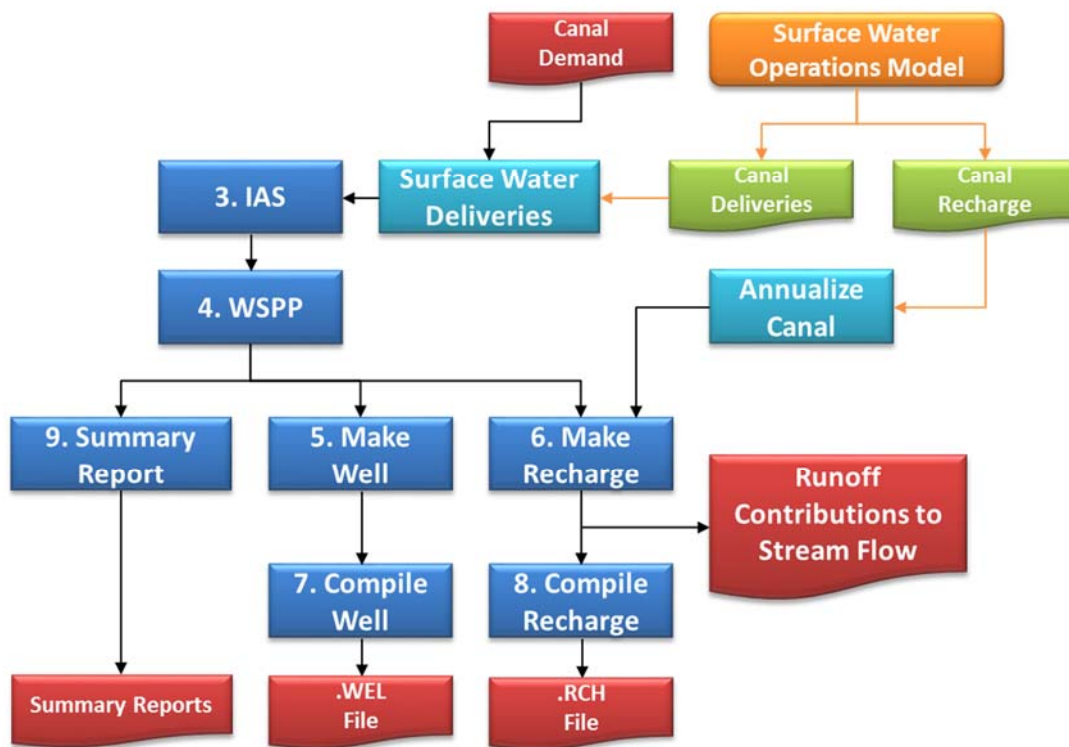 Canal
Demand
Surface Water
Operations Model
3. IAS
Surface Water
Deliveries
Canal
Deliveries
Canal
Recharge
4. WSPP
Annualize
Canal
9. Summary
Report
5. Make
Well
6. Make
Recharge
Runoff
Contributions to
Stream Flow
7. Compile
Well
8. Compile
Recharge
Summary Reports
.WEL
File
.RCH
File